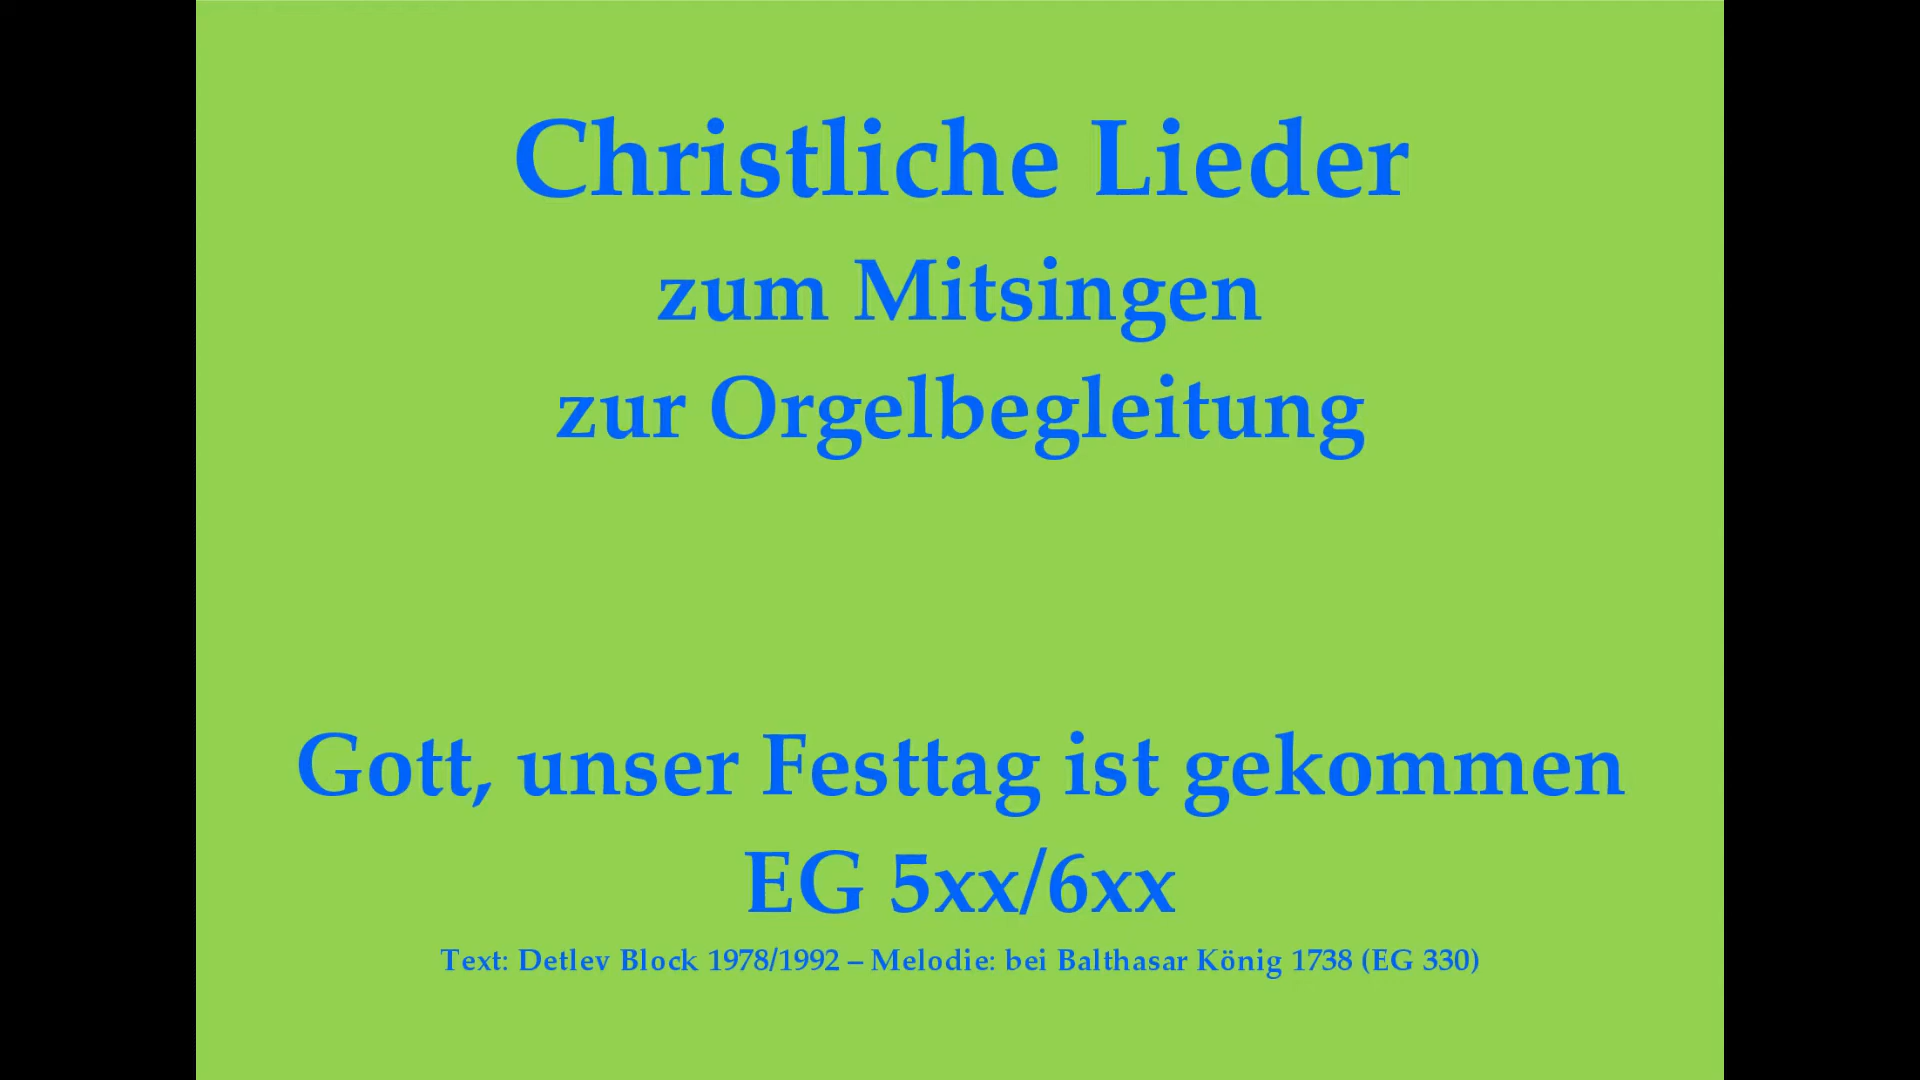 Christliche Lieder
zum Mitsingen
zur Orgelbegleitung
Gott, unser Festtag ist gekommen
EG 5xx/6xx
Text: Detlev Block 1978/1992 – Melodie: bei Balthasar König 1738 (EG 330)